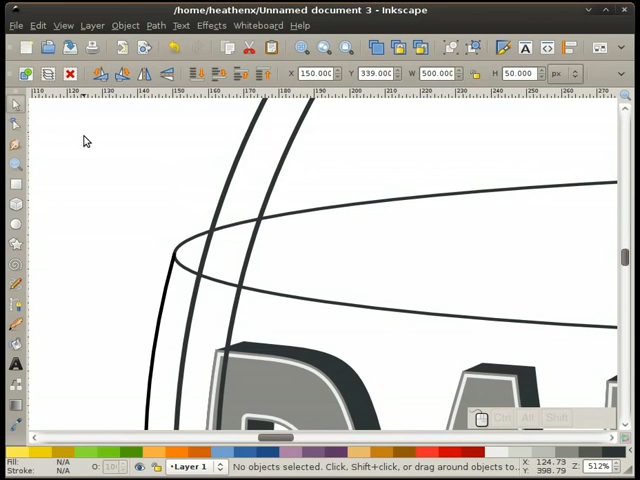 /home/heathenx/Unnamed document 3 - Inkscape
File Edit View Layer Object Path Text Effects Whiteboard Help
X 150.000 Y 339.000 W 500.000 H 50.000 px
110 120 130 140 150 160 170 180 190 200 210 220 230 240 250 260 270
Ctrl Alt Shift
Fill: N/A
Stroke: N/A
O: 10
•Layer 1
No objects selected. Click, Shift+click, or drag around objects to...
X: 124.73
Y: 398.79
Z: 512%